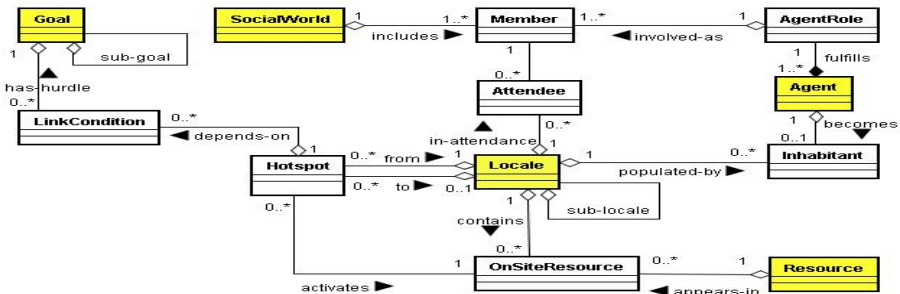 Goal
SocialWorld
1
1..*
Member
1..*
1
AgentRole
includes
involved-as
1
sub-goal
1
1
fulfills
1..*
has-hurdle
0..*
0..*
Attendee
Agent
LinkCondition
0..*
1
becomes
depends-on
in-attendance
0..*
0..1
1
1
Hotspot
0..*
from
1
Locale
1
0..*
Inhabitant
0..*
to
0..1
populated-by
0..*
1
sub-locale
contains
0..*
1
OnSiteResource
0..*
1
Resource
activates
appears-in